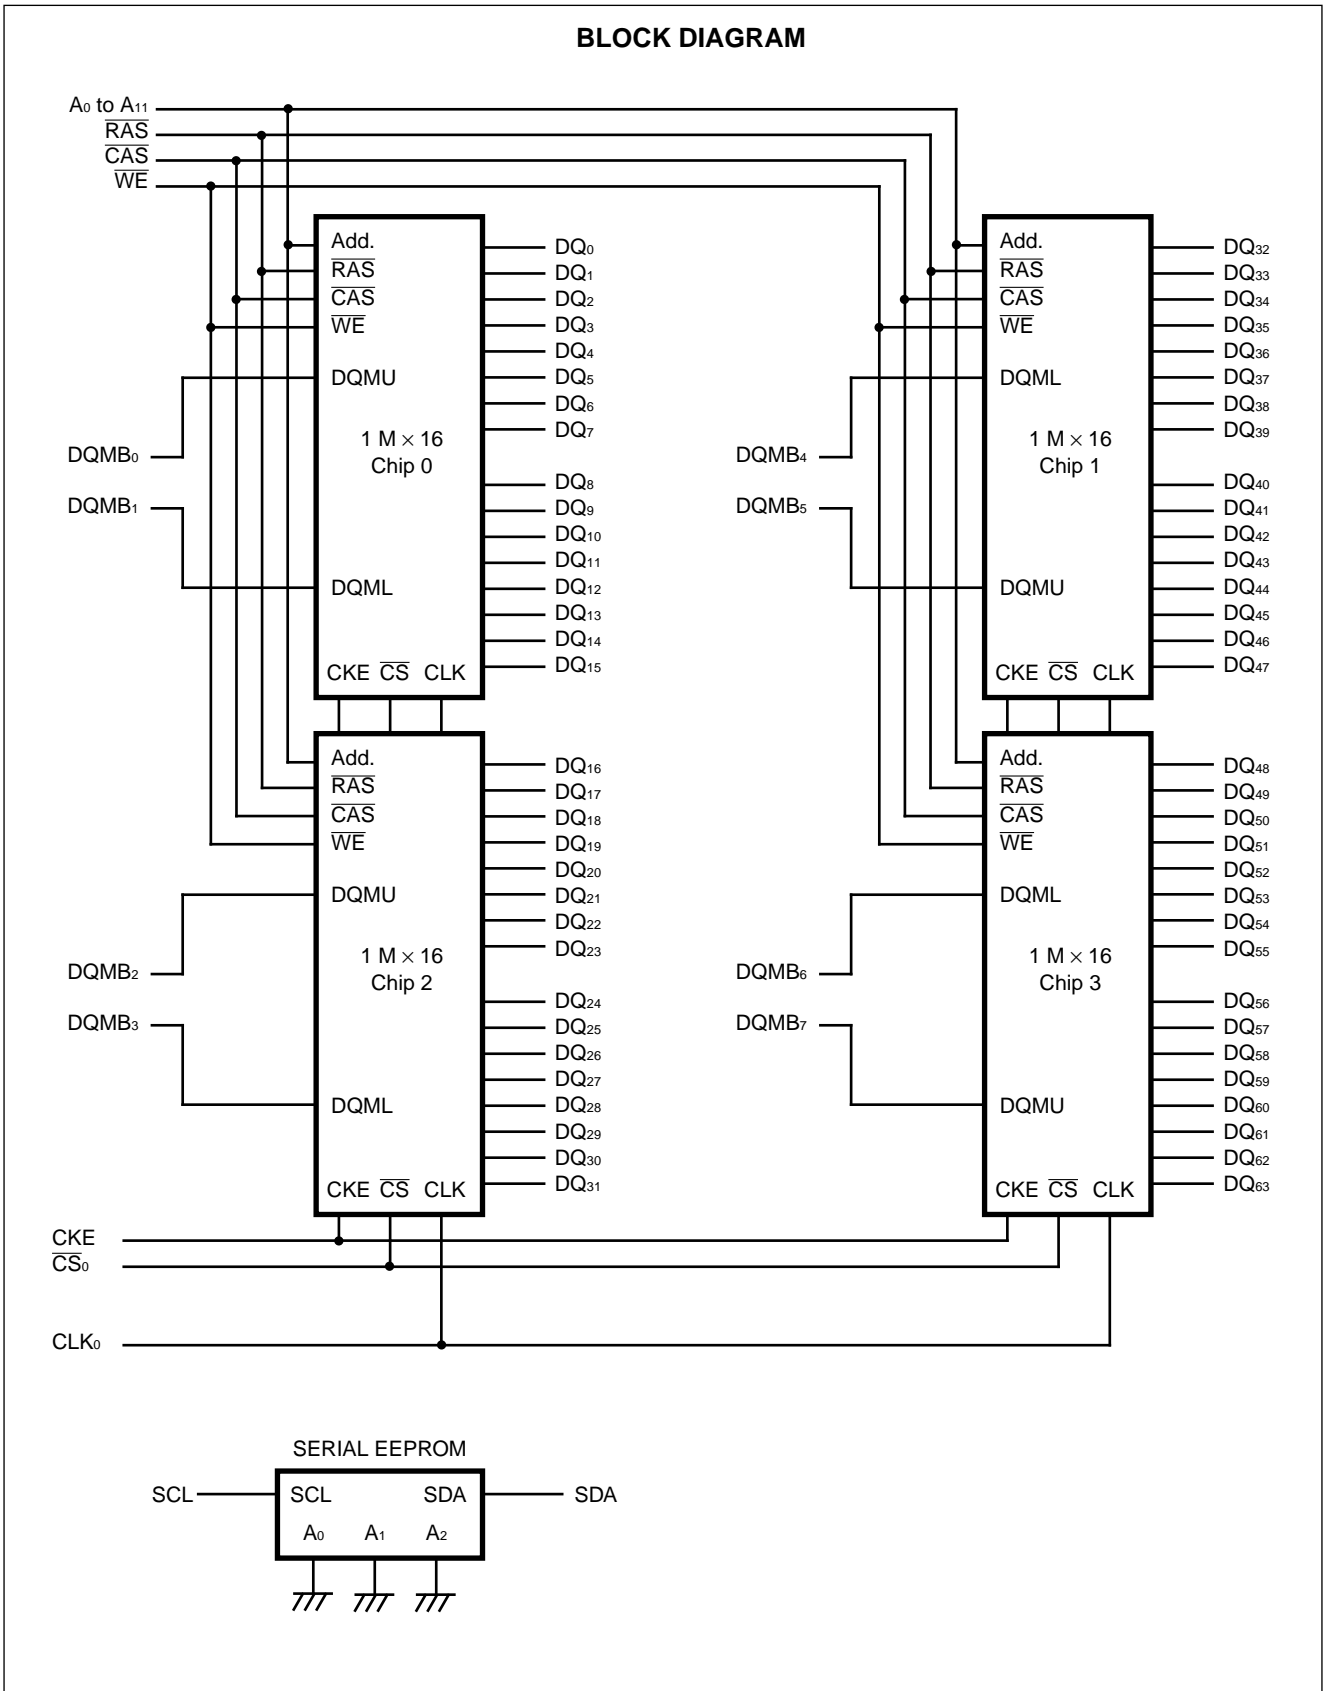 BLOCK DIAGRAM
A0 to A11
RAS
CAS
WE
Add.
RAS
CAS
WE
DQMU
1 M × 16
Chip 0
DQML
CKE CS CLK
DQMB0
DQMB1
DQ0
DQ1
DQ2
DQ3
DQ4
DQ5
DQ6
DQ7
DQ8
DQ9
DQ10
DQ11
DQ12
DQ13
DQ14
DQ15
Add.
RAS
CAS
WE
DQML
1 M × 16
Chip 1
DQMU
CKE CS CLK
DQMB4
DQMB5
DQ32
DQ33
DQ34
DQ35
DQ36
DQ37
DQ38
DQ39
DQ40
DQ41
DQ42
DQ43
DQ44
DQ45
DQ46
DQ47
Add.
RAS
CAS
WE
DQMU
1 M × 16
Chip 2
DQML
CKE CS CLK
DQMB2
DQMB3
DQ16
DQ17
DQ18
DQ19
DQ20
DQ21
DQ22
DQ23
DQ24
DQ25
DQ26
DQ27
DQ28
DQ29
DQ30
DQ31
Add.
RAS
CAS
WE
DQML
1 M × 16
Chip 3
DQMU
CKE CS CLK
DQMB6
DQMB7
DQ48
DQ49
DQ50
DQ51
DQ52
DQ53
DQ54
DQ55
DQ56
DQ57
DQ58
DQ59
DQ60
DQ61
DQ62
DQ63
CKE
CS0
CLK0
SERIAL EEPROM
SCL
SCL SDA
SDA
A0 A1 A2